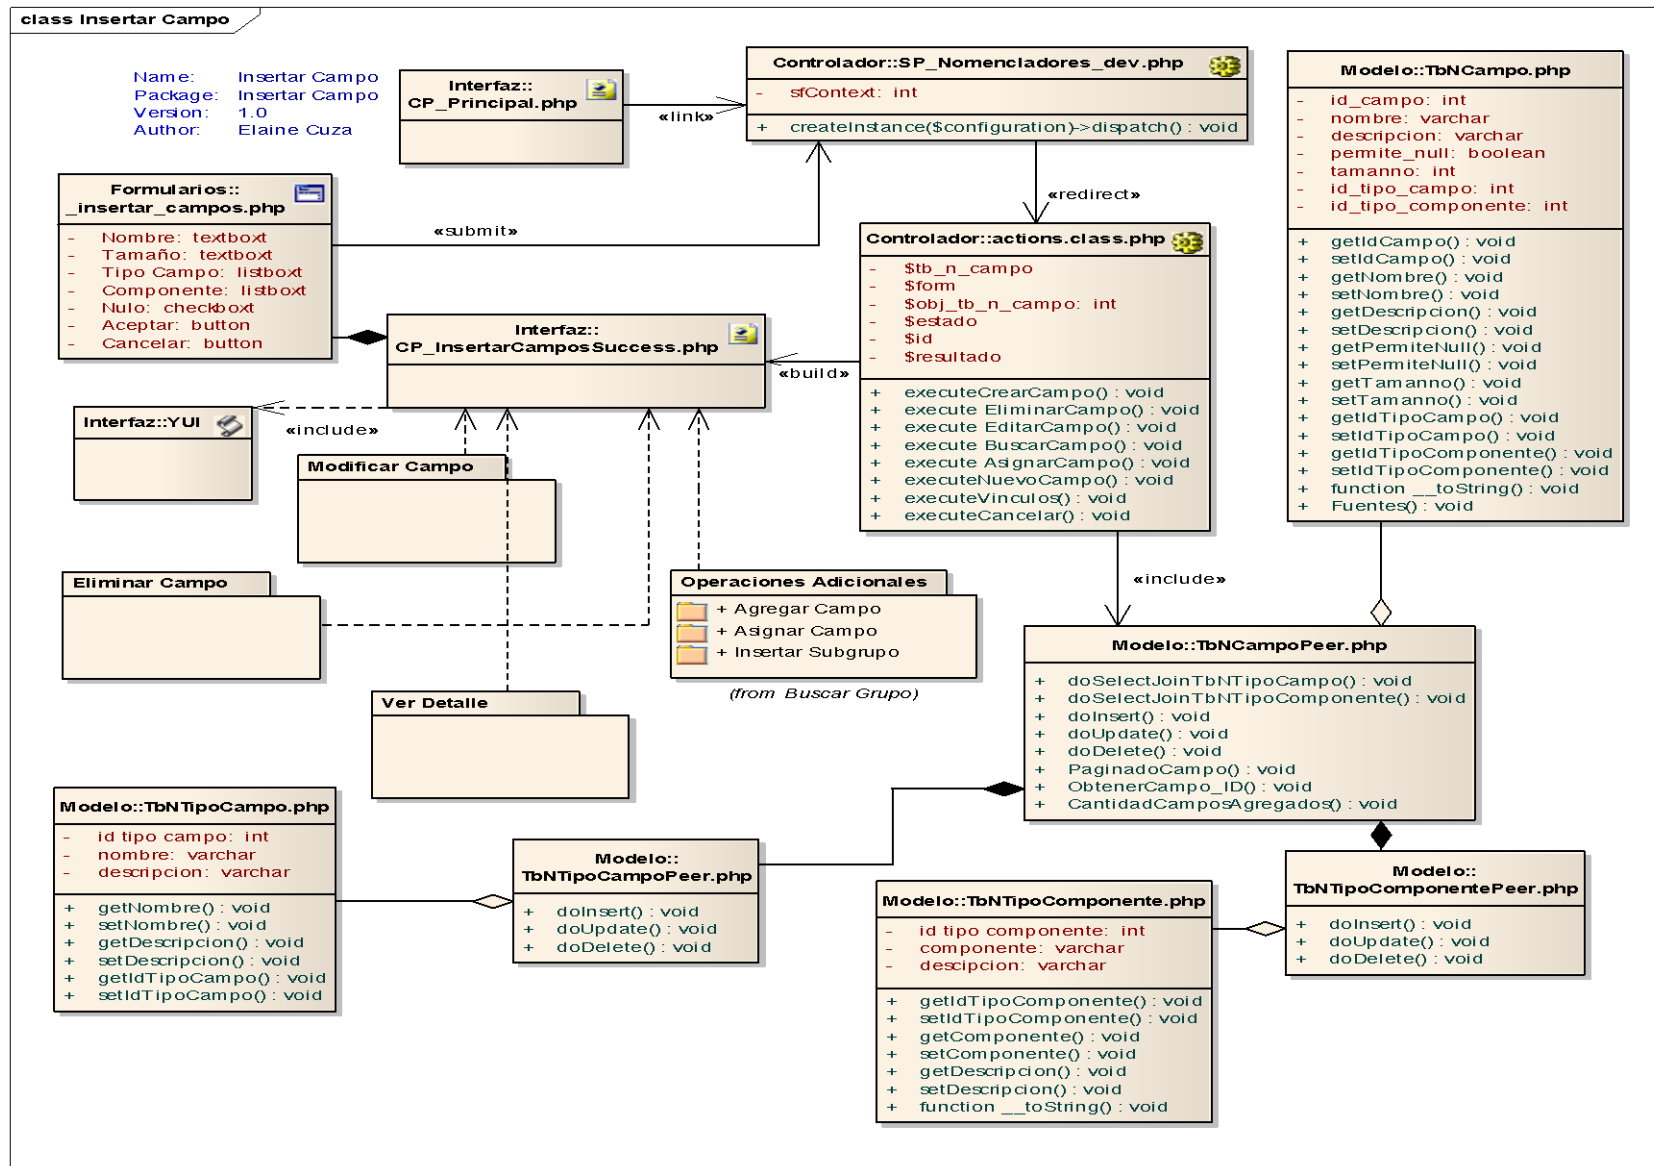 class Insertar Campo
Name: Insertar Campo
Package: Insertar Campo
Version: 1.0
Author: Elaine Cuza
Interfaz::
CP_Principal.php
«link»
Controlador::SP_Nomencladores_dev.php
- sfContext: int
+ createInstance($configuration)->dispatch() : void
«redirect»
Modelo::TbNCampo.php
- id_campo: int
- nombre: varchar
- descripcion: varchar
- permite_null: boolean
- tamanno: int
- id_tipo_campo: int
- id_tipo_componente: int
+ getIdCampo() : void
+ setIdCampo() : void
+ getNombre() : void
+ setNombre() : void
+ getDescripcion() : void
+ setDescripcion() : void
+ getPermiteNull() : void
+ setPermiteNull() : void
+ getTamanno() : void
+ setTamanno() : void
+ getIdTipoCampo() : void
+ setIdTipoCampo() : void
+ getIdTipoComponente() : void
+ setIdTipoComponente() : void
+ function __toString() : void
+ Fuentes() : void
Formularios::
_insertar_campos.php
- Nombre: textboxt
- Tamaño: textboxt
- Tipo Campo: listboxt
- Componente: listboxt
- Nulo: checkboxt
- Aceptar: button
- Cancelar: button
«submit»
Controlador::actions.class.php
- $tb_n_campo
- $form
- $obj_tb_n_campo: int
- $estado
- $id
- $resultado
+ executeCrearCampo() : void
+ execute EliminarCampo() : void
+ execute EditarCampo() : void
+ execute BuscarCampo() : void
+ execute AsignarCampo() : void
+ executeNuevoCampo() : void
+ executeVinculos() : void
+ executeCancelar() : void
Interfaz::
CP_InsertarCamposSuccess.php
«build»
Interfaz::YUI
«include»
Modificar Campo
Eliminar Campo
Operaciones Adicionales
+ Agregar Campo
+ Asignar Campo
+ Insertar Subgrupo
(from Buscar Grupo)
Ver Detalle
«include»
Modelo::TbNCampoPeer.php
+ doSelectJoinTbNTipoCampo() : void
+ doSelectJoinTbNTipoComponente() : void
+ doInsert() : void
+ doUpdate() : void
+ doDelete() : void
+ PaginadoCampo() : void
+ ObtenerCampo_ID() : void
+ CantidadCamposAgregados() : void
Modelo::TbNTipoCampo.php
- id tipo campo: int
- nombre: varchar
- descripcion: varchar
+ getNombre() : void
+ setNombre() : void
+ getDescripcion() : void
+ setDescripcion() : void
+ getIdTipoCampo() : void
+ setIdTipoCampo() : void
Modelo::
TbNTipoCampoPeer.php
+ doInsert() : void
+ doUpdate() : void
+ doDelete() : void
Modelo::TbNTipoComponente.php
- id tipo componente: int
- componente: varchar
- descipcion: varchar
+ getIdTipoComponente() : void
+ setIdTipoComponente() : void
+ getComponente() : void
+ setComponente() : void
+ getDescripcion() : void
+ setDescripcion() : void
+ function __toString() : void
Modelo::
TbNTipoComponentePeer.php
+ doInsert() : void
+ doUpdate() : void
+ doDelete() : void